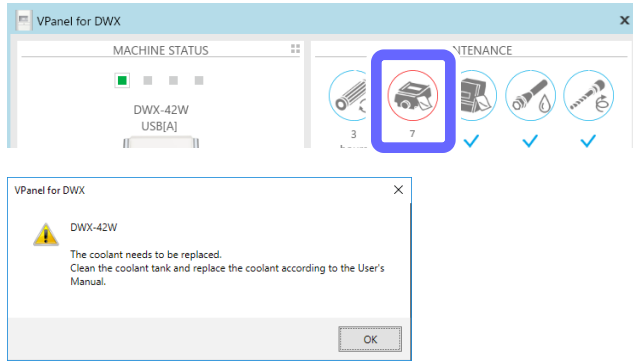 VPanel for DWX
x
MACHINE STATUS
NTENANCE
DWX-42W
USB[A]
3
7
VPanel for DWX
DWX-42W
The coolant needs to be replaced.
Clean the coolant tank and replace the coolant according to the User's
Manual.
OK